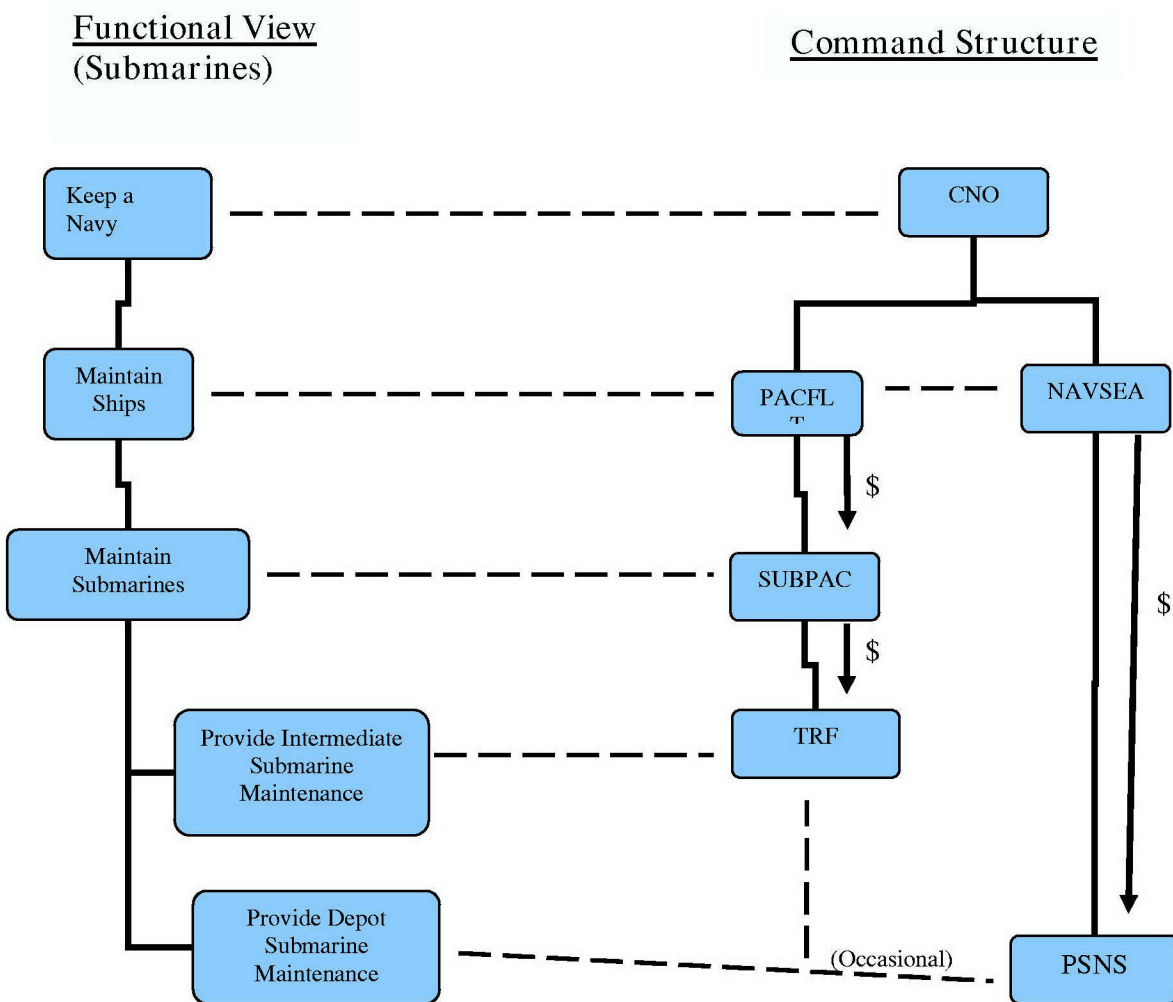 Functional View
(Submarines)
Command Structure
Keep a
Navy
CNO
Maintain
Ships
PACFL
T
NAVSEA
$
Maintain
Submarines
SUBPAC
$
$
Provide Intermediate
Submarine
Maintenance
TRF
Provide Depot
Submarine
Maintenance
(Occasional)
PSNS